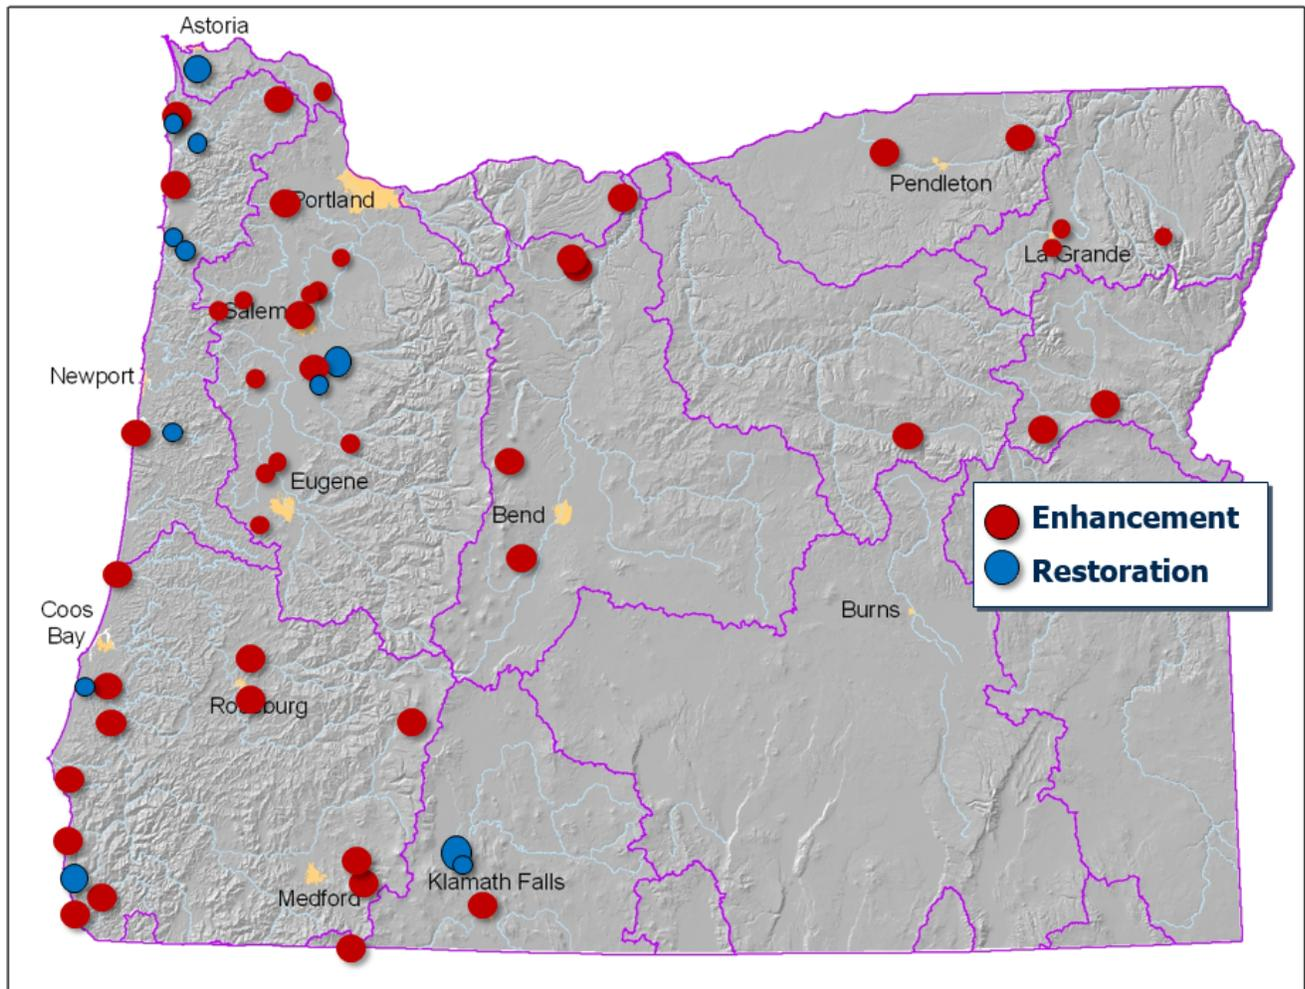 Astoria
Portland
Pendleton
La Grande
Salem
Newport
Eugene
Bend
Enhancement
Restoration
Coos
Bay
Burns
Roseburg
Medford
Klamath Falls